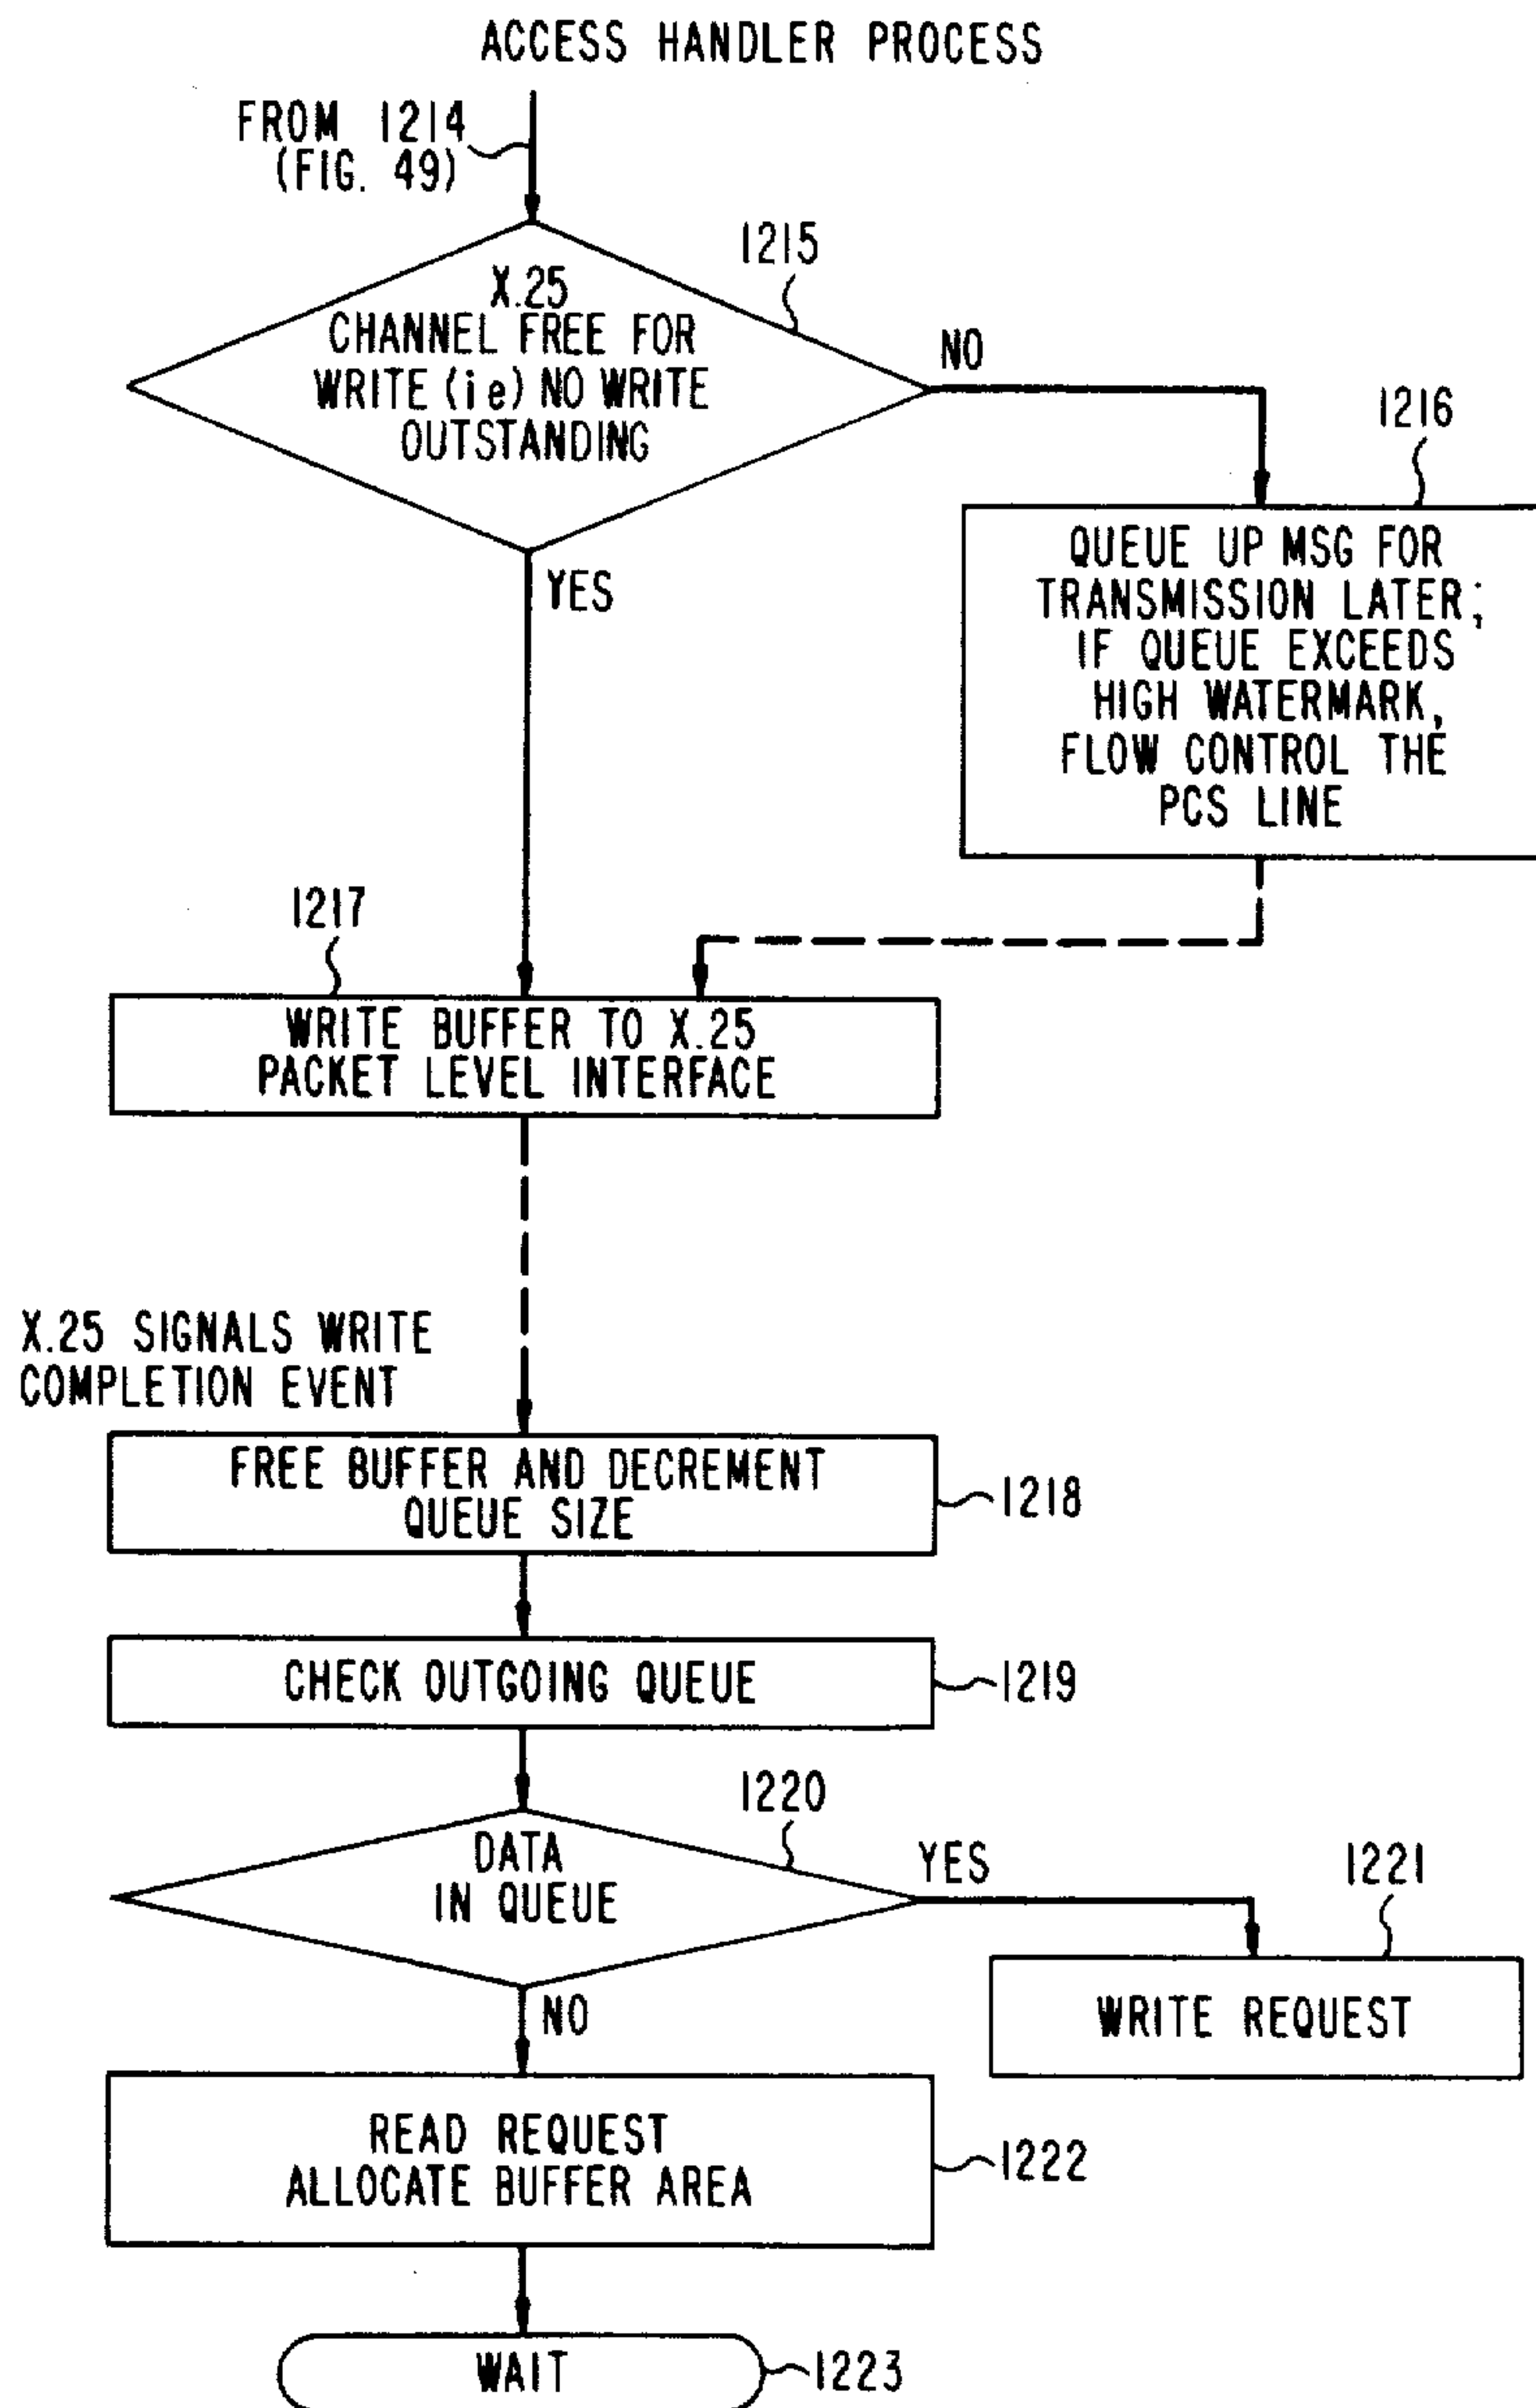 ACCESS HANDLER PROCESS
FROM 1214
(FIG. 49)
1215
X.25
CHANNEL FREE FOR
WRITE (ie) NO WRITE
OUTSTANDING
NO
YES
1216
QUEUE UP MSG FOR
TRANSMISSION LATER;
IF QUEUE EXCEEDS
HIGH WATERMARK,
FLOW CONTROL THE
PCS LINE
1217
WRITE BUFFER TO X.25
PACKET LEVEL INTERFACE
X.25 SIGNALS WRITE
COMPLETION EVENT
FREE BUFFER AND DECREMENT
QUEUE SIZE
1218
CHECK OUTGOING QUEUE
1219
1220
DATA
IN QUEUE
YES
NO
1221
WRITE REQUEST
READ REQUEST
ALLOCATE BUFFER AREA
1222
WAIT
1223